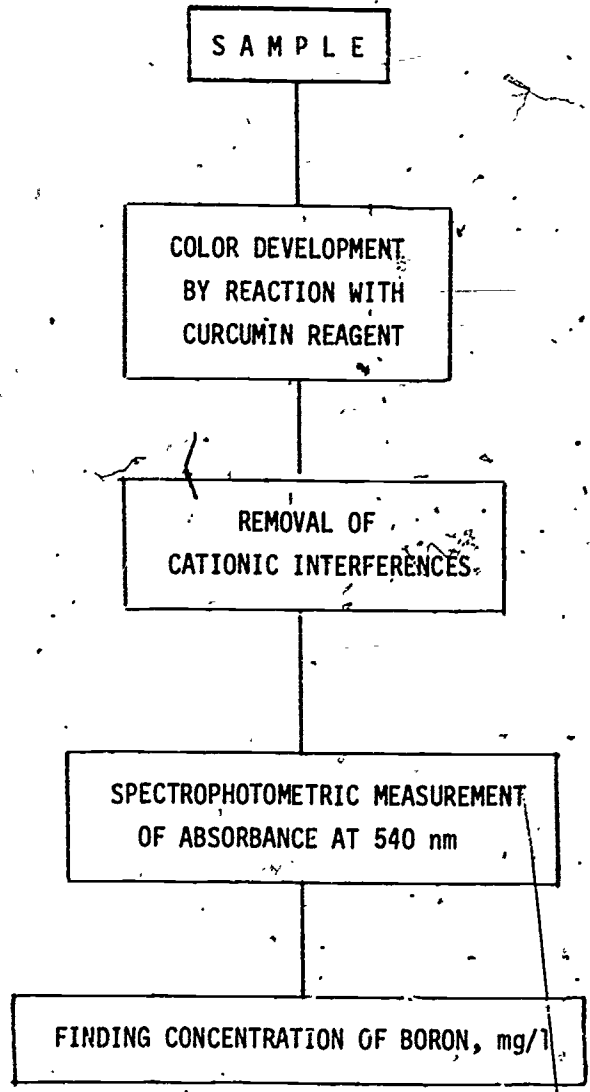 S A M P L E
COLOR DEVELOPMENT
BY REACTION WITH
CURCUMIN REAGENT
REMOVAL OF
CATIONIC INTERFERENCES
SPECTROPHOTOMETRIC MEASUREMENT
OF ABSORBANCE AT 540 nm
FINDING CONCENTRATION OF BORON, mg/l